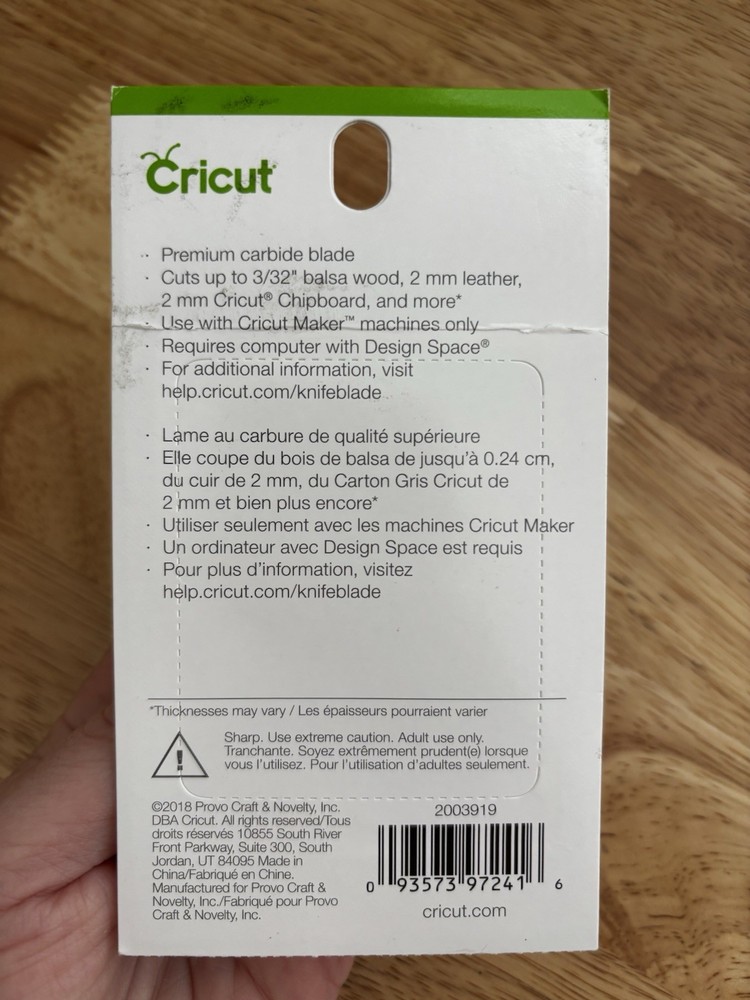 Cricut
· Premium carbide blade
· Cuts up to 3/32" balsa wood, 2 mm leather,
2 mm Cricut® Chipboard, and more*
· Use with Cricut Maker™ machines only
· Requires computer with Design Space®
· For additional information, visit
help.cricut.com/knifeblade
· Lame au carbure de qualité supérieure
· Elle coupe du bois de balsa de jusqu'à 0.24 cm,
du cuir de 2 mm, du Carton Gris Cricut de
2 mm et bien plus encore*
· Utiliser seulement avec les machines Cricut Maker
· Un ordinateur avec Design Space est requis
· Pour plus d'information, visitez
help.cricut.com/knifeblade
*Thicknesses may vary / Les épaisseurs pourraient varier
Sharp. Use extreme caution. Adult use only.
Tranchante. Soyez extrêmement prudent(e) lorsque
vous l'utilisez. Pour l'utilisation d'adultes seulement.
©2018 Provo Craft & Novelty, Inc.
DBA Cricut. All rights reserved/Tous
droits réservés 10855 South River
Front Parkway, Suite 300, South
Jordan, UT 84095 Made in
China/Fabriqué en Chine.
Manufactured for Provo Craft &
Novelty, Inc./Fabriqué pour Provo
Craft & Novelty, Inc.
2003919
0 93573 97241 6
cricut.com